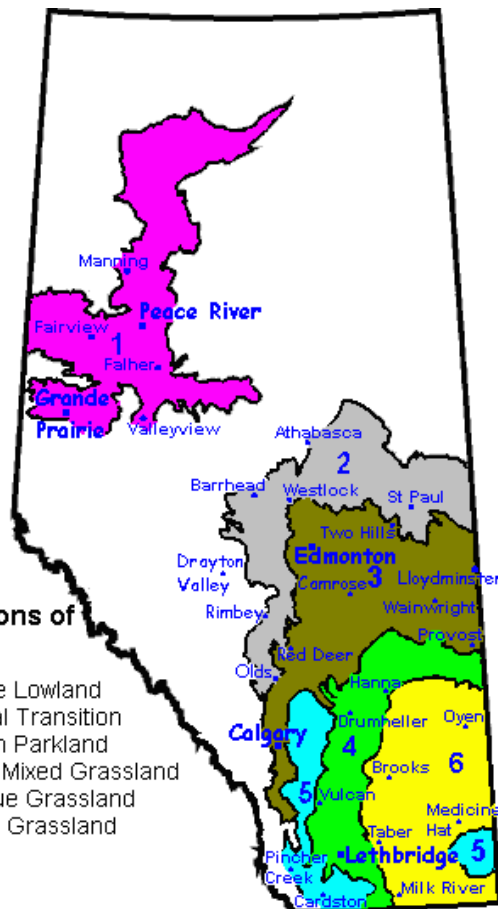 Manning
Peace River
Fairview
1
Falher
Grande
Prairie
Valleyview
Athabasca
2
Barrhead
Westlock
St Paul
Two Hills
Edmonton
Drayton
Valley
Camrose
3
Lloydminster
Wainwright
Rimbey
ons of
Provost
Red Deer
Olds
Hanna
e Lowland
al Transition
n Parkland
Mixed Grassland
ue Grassland
Grassland
Drumheller
Oyen
Calgary
4
6
Brooks
5
Vulcan
Medicine
Hat
Taber
Lethbridge
5
Pincher
Creek
Cardston
Milk River